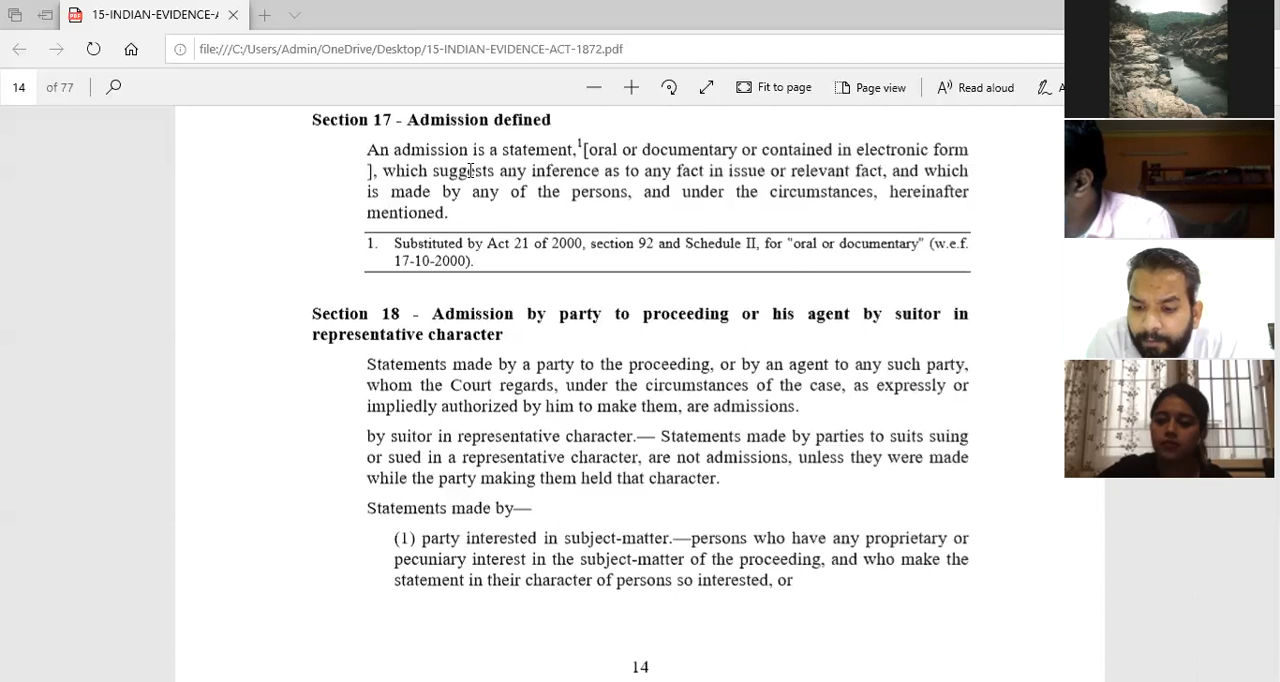 15-INDIAN-EVIDENCE-A
file:///C:/Users/Admin/OneDrive/Desktop/15-INDIAN-EVIDENCE-ACT-1872.pdf
14 of 77
Fit to page
Page view
Read aloud
Section 17 - Admission defined
An admission is a statement,1[oral or documentary or contained in electronic form
], which suggests any inference as to any fact in issue or relevant fact, and which
is made by any of the persons, and under the circumstances, hereinafter
mentioned.
1. Substituted by Act 21 of 2000, section 92 and Schedule II, for "oral or documentary" (w.e.f.
17-10-2000).
Section 18 - Admission by party to proceeding or his agent by suitor in
representative character
Statements made by a party to the proceeding, or by an agent to any such party,
whom the Court regards, under the circumstances of the case, as expressly or
impliedly authorized by him to make them, are admissions.
by suitor in representative character.— Statements made by parties to suits suing
or sued in a representative character, are not admissions, unless they were made
while the party making them held that character.
Statements made by—
(1) party interested in subject-matter.—persons who have any proprietary or
pecuniary interest in the subject-matter of the proceeding, and who make the
statement in their character of persons so interested, or
14